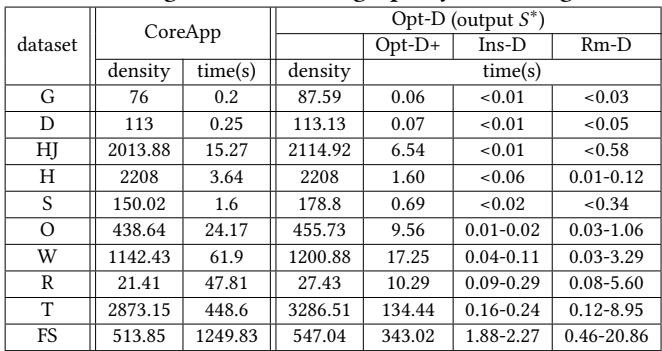 dataset CoreApp Opt-D (output S*)
Opt-D+ Ins-D Rm-D
density time(s) density time(s)
G 76 0.2 87.59 0.06 <0.01 <0.03
D 113 0.25 113.13 0.07 <0.01 <0.05
HJ 2013.88 15.27 2114.92 6.54 <0.01 <0.58
H 2208 3.64 2208 1.60 <0.06 0.01-0.12
S 150.02 1.6 178.8 0.69 <0.02 <0.34
O 438.64 24.17 455.73 9.56 0.01-0.02 0.03-1.06
W 1142.43 61.9 1200.88 17.25 0.04-0.11 0.03-3.29
R 21.41 47.81 27.43 10.29 0.09-0.29 0.08-5.60
T 2873.15 448.6 3286.51 134.44 0.16-0.24 0.12-8.95
FS 513.85 1249.83 547.04 343.02 1.88-2.27 0.46-20.86